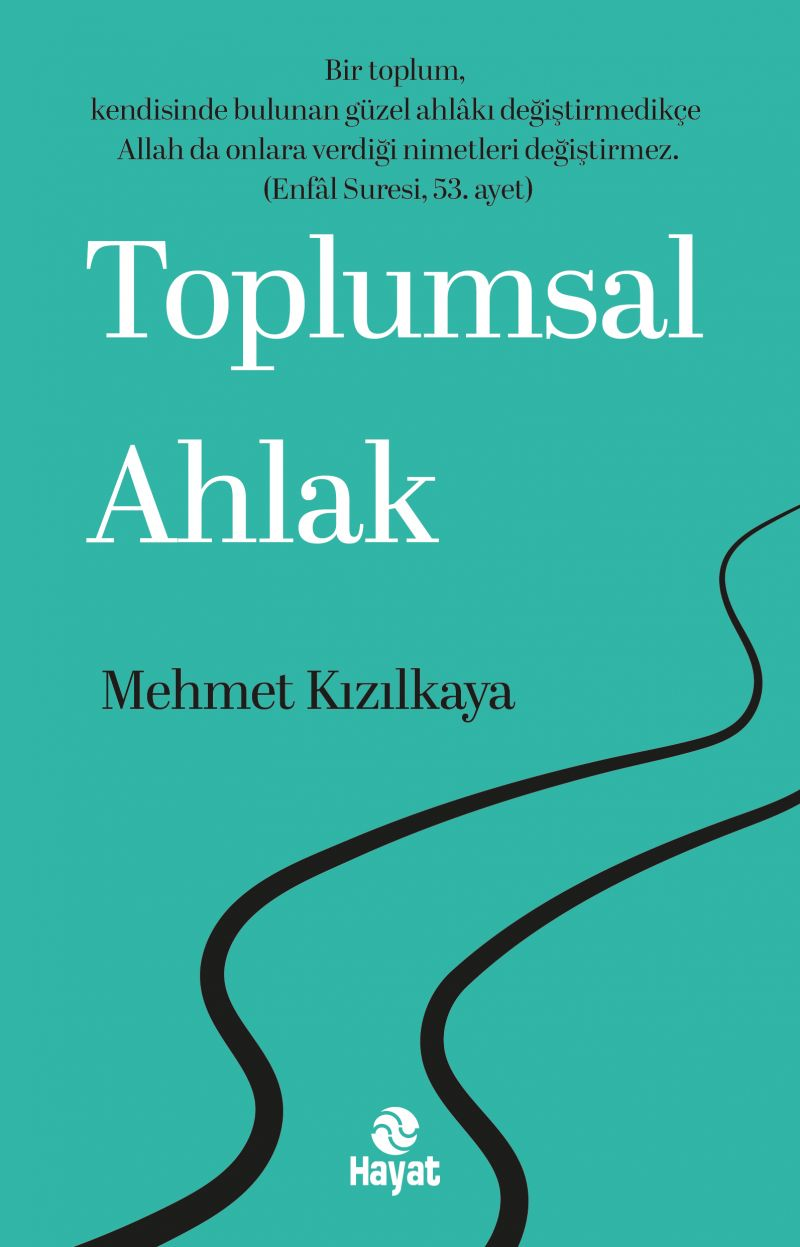 Bir toplum,
kendisinde bulunan güzel ahlâkı değiştirmedikçe
Allah da onlara verdiği nimetleri değiştirmez.
(Enfâl Suresi, 53. ayet)
Toplumsal
Ahlak
Mehmet Kızılkaya
Hayat